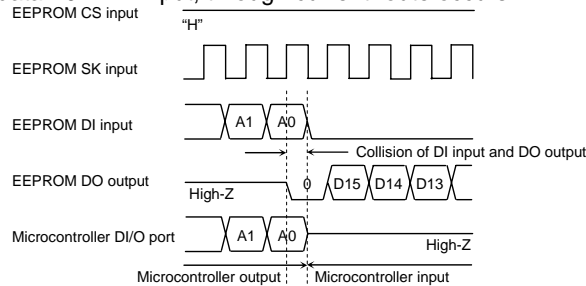 EEPROM CS input
“H”
EEPROM SK input
EEPROM DI input
A1 A0
Collision of DI input and DO output
EEPROM DO output
High-Z
0 D15 D14 D13
Microcontroller DI/O port
A1 A0
High-Z
Microcontroller output Microcontroller input